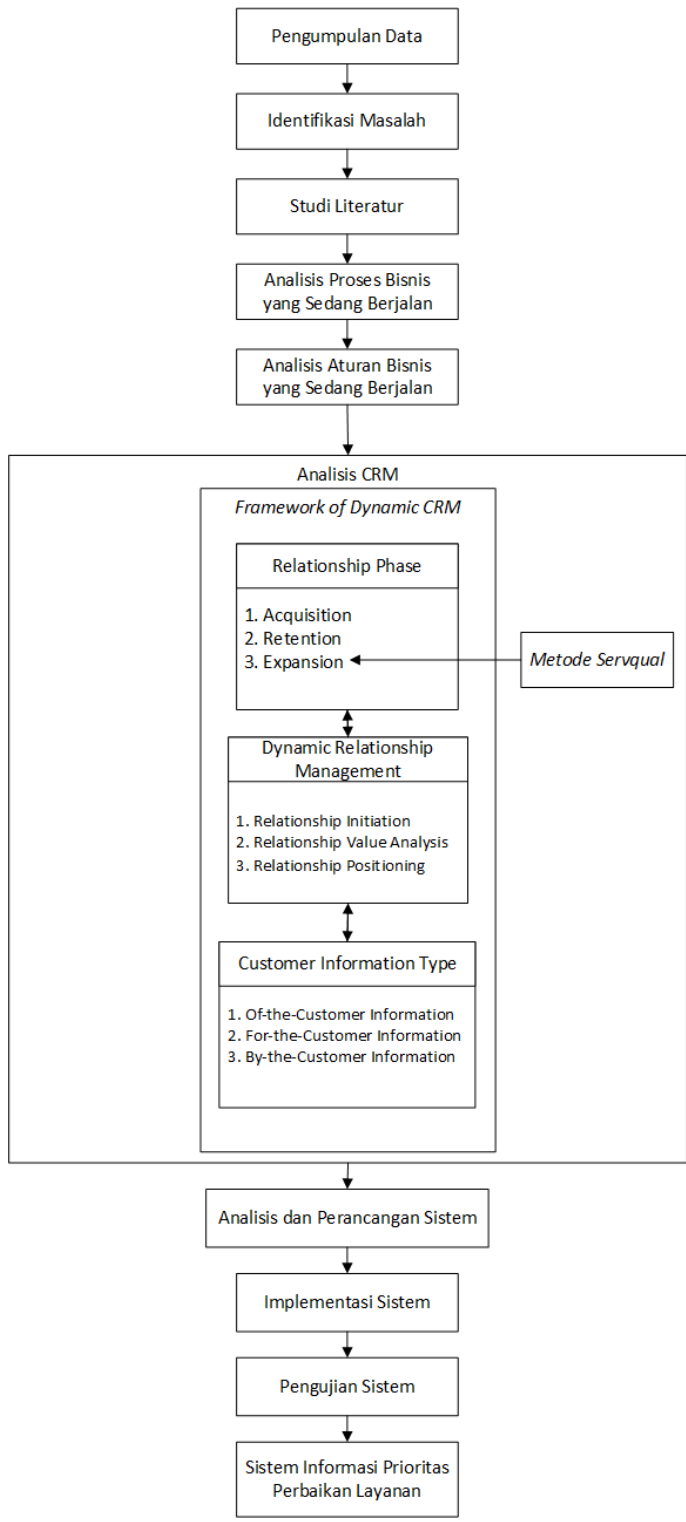 Pengumpulan Data
Identifikasi Masalah
Studi Literatur
Analisis Proses Bisnis
yang Sedang Berjalan
Analisis Aturan Bisnis
yang Sedang Berjalan
Analisis CRM
Framework of Dynamic CRM
Relationship Phase
1. Acquisition
2. Retention
3. Expansion
Metode Servqual
Dynamic Relationship
Management
1. Relationship Initiation
2. Relationship Value Analysis
3. Relationship Positioning
Customer Information Type
1. Of-the-Customer Information
2. For-the-Customer Information
3. By-the-Customer Information
Analisis dan Perancangan Sistem
Implementasi Sistem
Pengujian Sistem
Sistem Informasi Prioritas
Perbaikan Layanan